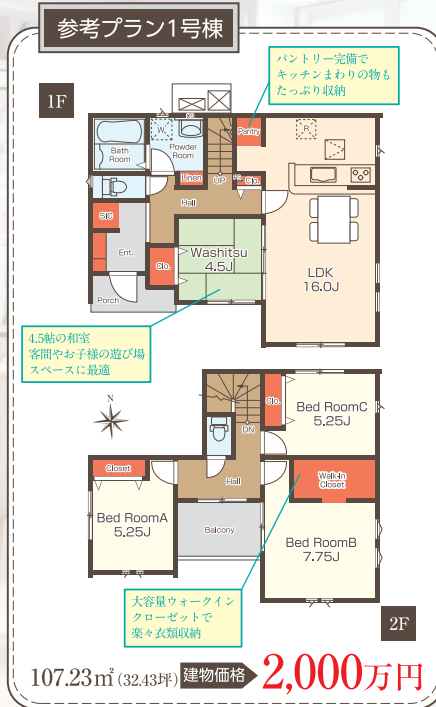 参考プラン1号棟
1F
パントリー完備で
キッチンまわりの物も
たっぷり収納
Bath
Room
W
Powder
Room
Linen
UP
Pantry
R
Clo.
Hall
SIC
Ent.
Clo.
Washitsu
4.5J
LDK
16.0J
Porch
4.5帖の和室
客間やお子様の遊び場
スペースに最適
N
Clo.
Bed RoomC
5.25J
DN
Closet
Hall
Walk-In
Closet
Bed RoomA
5.25J
Balcony
Bed RoomB
7.75J
大容量ウォークイン
クローゼットで
楽々衣類収納
2F
107.23㎡(32.43坪) 建物価格 2,000万円